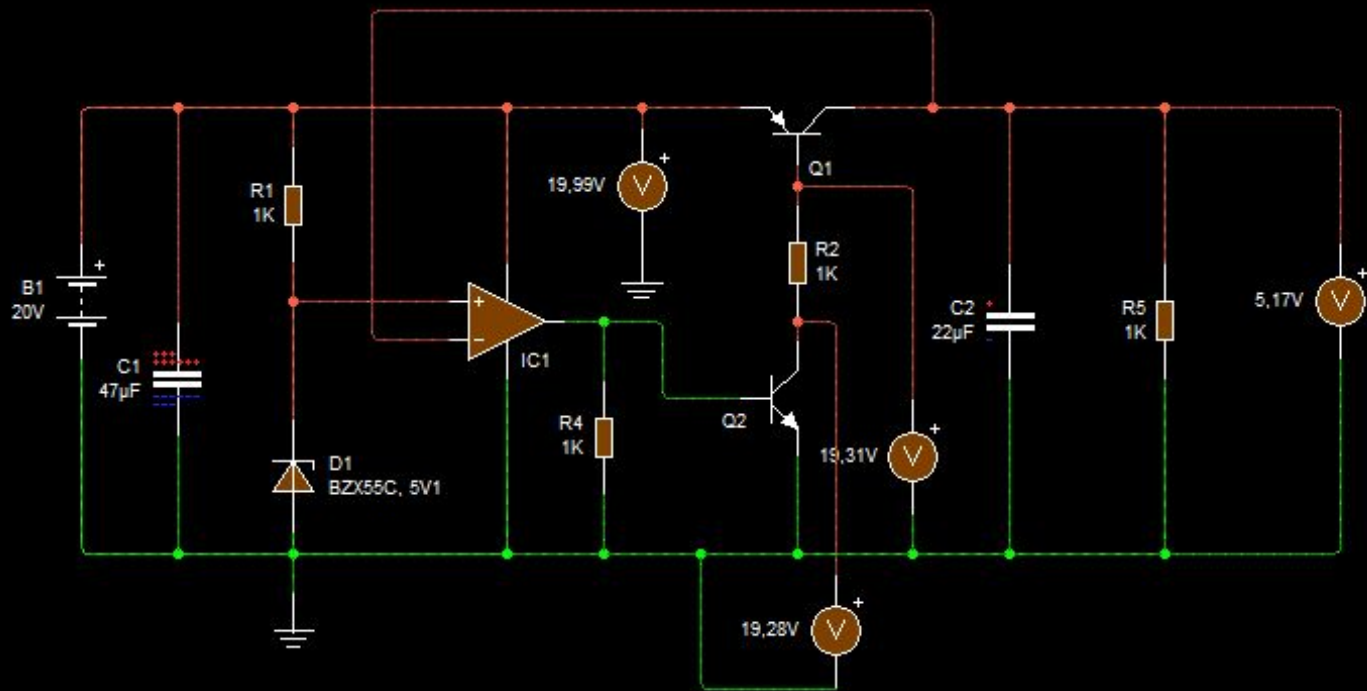 B1
20V
C1
47µF
R1
1K
D1
BZX55C, 5V1
+
−
IC1
19,99V
V
+
R4
1K
Q1
R2
1K
Q2
19,31V
V
+
19,28V
V
+
C2
22µF
R5
1K
5,17V
V
+